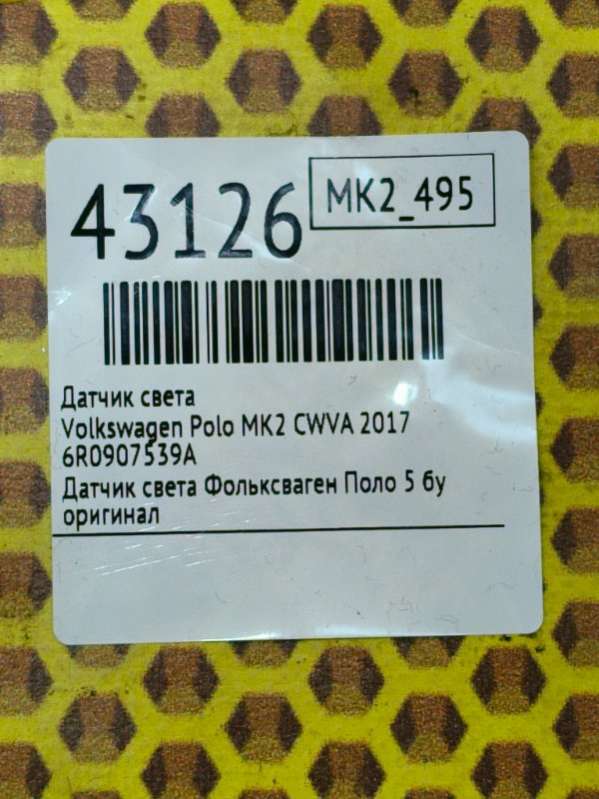 43126
MK2_495
Датчик света
Volkswagen Polo MK2 CWVA 2017
6R0907539A
Датчик света Фольксваген Поло 5 бу
оригинал